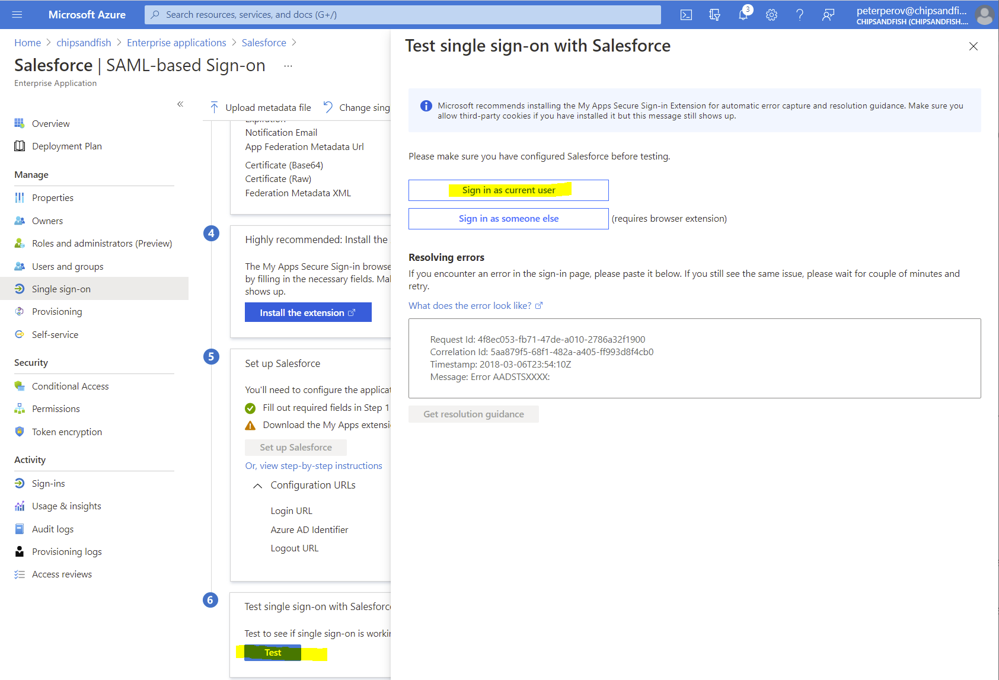 Microsoft Azure
Search resources, services, and docs (G+/)
3
peterperov@chipsandfi...
CHIPSANDFISH (CHIPSANDFISH....
Home > chipsandfish > Enterprise applications > Salesforce >
Salesforce | SAML-based Sign-on ...
Enterprise Application
«
Overview
Deployment Plan
Manage
Properties
Owners
Roles and administrators (Preview)
Users and groups
Single sign-on
Provisioning
Self-service
Security
Conditional Access
Permissions
Token encryption
Activity
Sign-ins
Usage & insights
Audit logs
Provisioning logs
Access reviews
Upload metadata file
Change sing
Expiration
Notification Email
App Federation Metadata Url
Certificate (Base64)
Certificate (Raw)
Federation Metadata XML
4
Highly recommended: Install the
The My Apps Secure Sign-in browse
by filling in the necessary fields. Mal
shows up.
Install the extension
5
Set up Salesforce
You'll need to configure the applicat
Fill out required fields in Step 1
Download the My Apps extensi
Set up Salesforce
Or, view step-by-step instructions
Configuration URLs
Login URL
Azure AD Identifier
Logout URL
6
Test single sign-on with Salesforc
Test to see if single sign-on is workin
Test
Test single sign-on with Salesforce
Microsoft recommends installing the My Apps Secure Sign-in Extension for automatic error capture and resolution guidance. Make sure you
allow third-party cookies if you have installed it but this message still shows up.
Please make sure you have configured Salesforce before testing.
Sign in as current user
Sign in as someone else
(requires browser extension)
Resolving errors
If you encounter an error in the sign-in page, please paste it below. If you still see the same issue, please wait for couple of minutes and
retry.
What does the error look like?
Request Id: 4f8ec053-fb71-47de-a010-2786a32f1900
Correlation Id: 5aa879f5-68f1-482a-a405-ff993d8f4cb0
Timestamp: 2018-03-06T23:54:10Z
Message: Error AADSTSXXXX:
Get resolution guidance